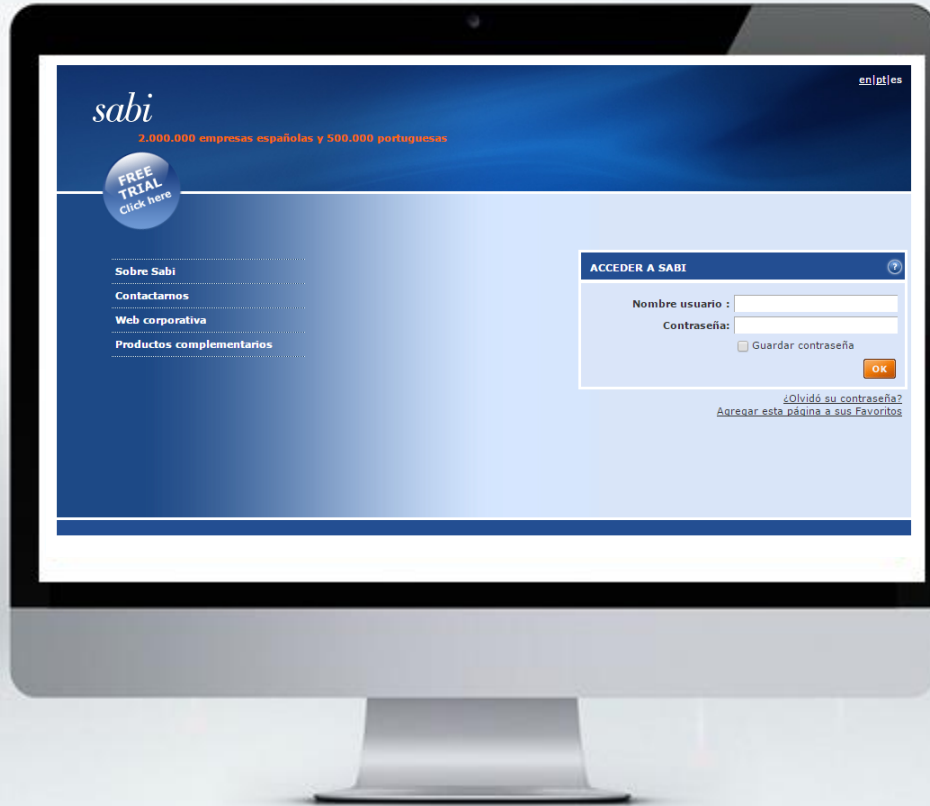 en|pt|es
sabi
2.000.000 empresas españolas y 500.000 portuguesas
FREE
TRIAL
Click here
Sobre Sabi
Contactarnos
Web corporativa
Productos complementarios
ACCEDER A SABI ?
Nombre usuario :
Contraseña:
Guardar contraseña
OK
¿Olvidó su contraseña?
Agregar esta página a sus Favoritos